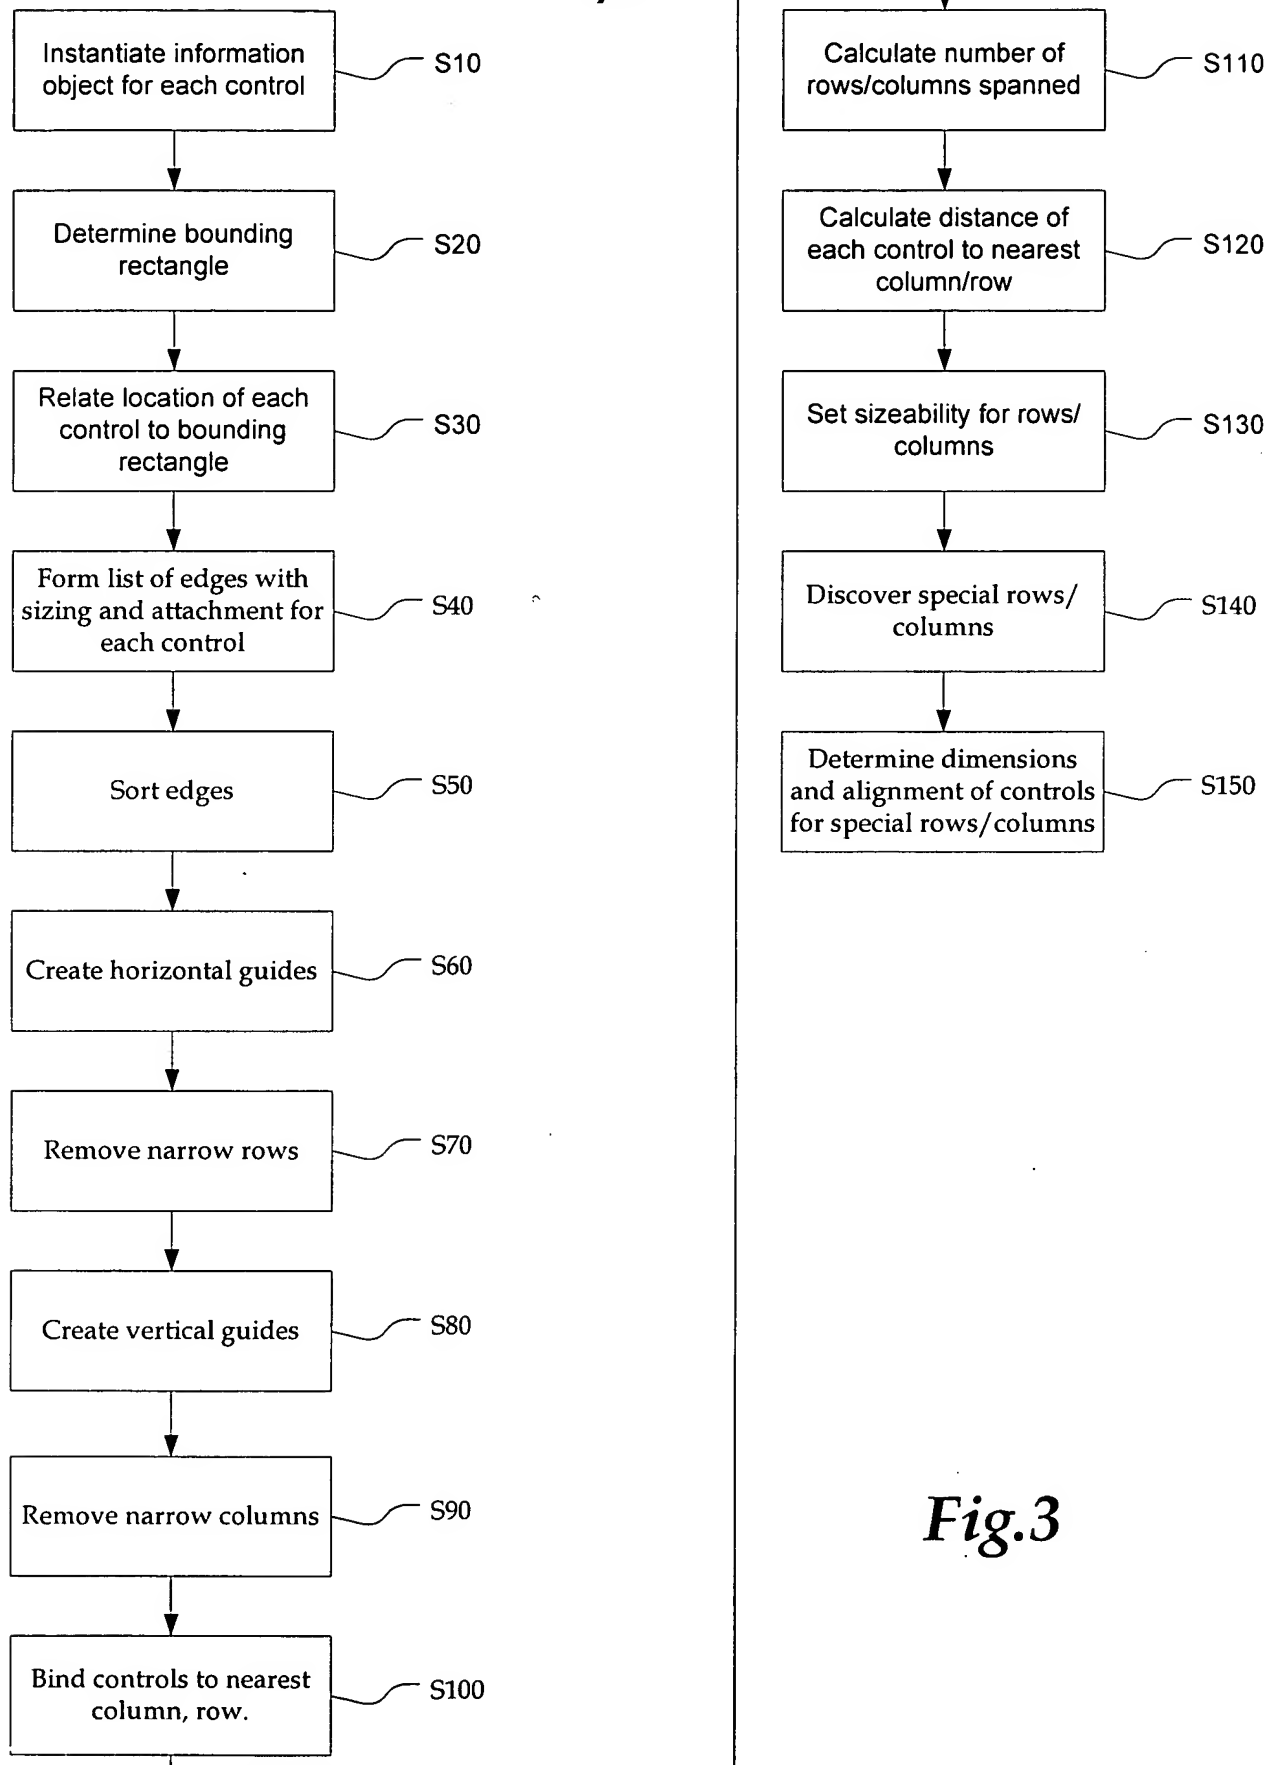 Instantiate information
object for each control
S10
Determine bounding
rectangle
S20
Relate location of each
control to bounding
rectangle
S30
Form list of edges with
sizing and attachment for
each control
S40
Sort edges
S50
Create horizontal guides
S60
Remove narrow rows
S70
Create vertical guides
S80
Remove narrow columns
S90
Bind controls to nearest
column, row.
S100
Calculate number of
rows/columns spanned
S110
Calculate distance of
each control to nearest
column/row
S120
Set sizeability for rows/
columns
S130
Discover special rows/
columns
S140
Determine dimensions
and alignment of controls
for special rows/columns
S150
Fig.3